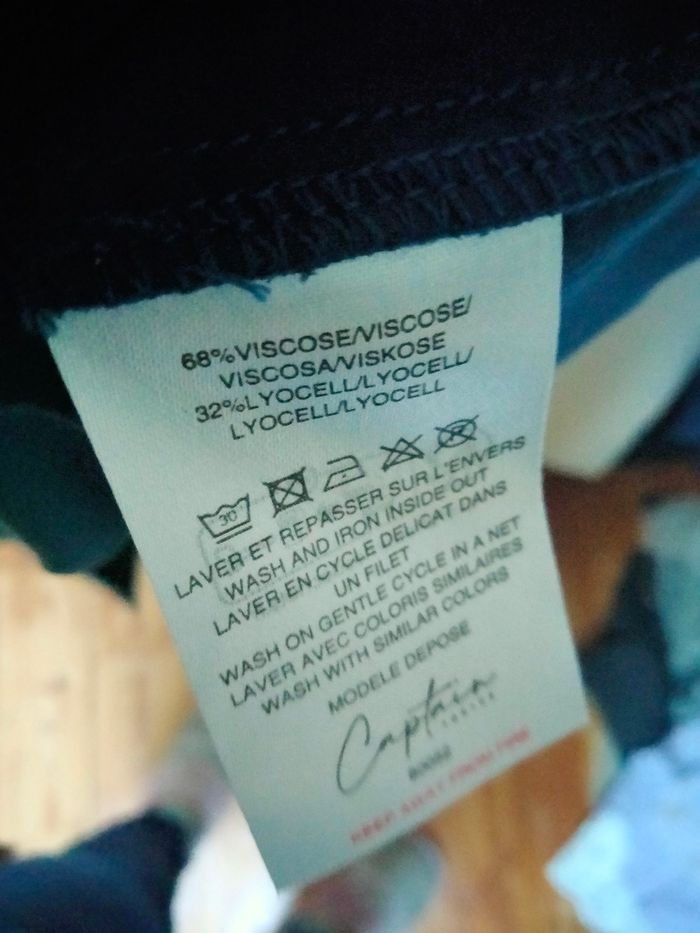 68%VISCOSE/VISCOSE/
VISCOSA/VISKOSE
32%LYOCELL/LYOCELL/
LYOCELL/LYOCELL
30
LAVER ET REPASSER SUR L'ENVERS
WASH AND IRON INSIDE OUT
LAVER EN CYCLE DELICAT DANS
UN FILET
WASH ON GENTLE CYCLE IN A NET
LAVER AVEC COLORIS SIMILAIRES
WASH WITH SIMILAR COLORS
MODELE DEPOSE
Captain
TORTUE
KEEP AWAY FROM FIRE